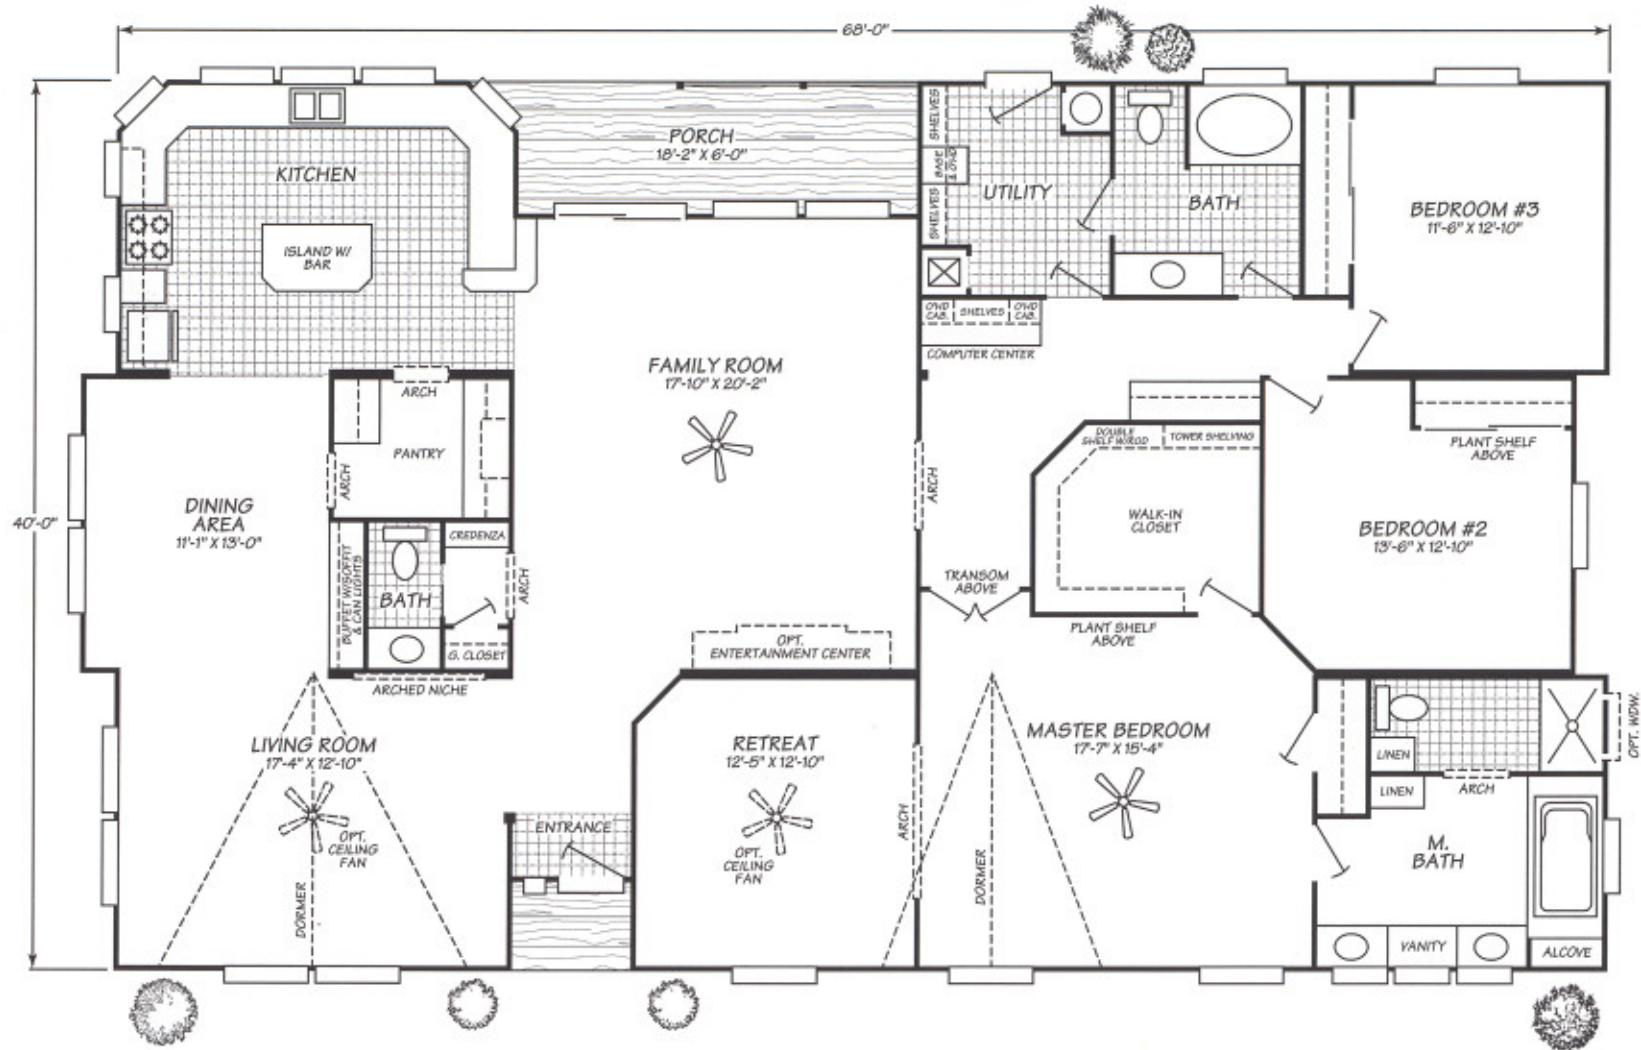 68'-0"
40'-0"
KITCHEN
ISLAND W/
BAR
PORCH
18'-2" X 6'-0"
SHELVES
BASE
& O'HD
SHELVES
UTILITY
BATH
BEDROOM #3
11'-6" X 12'-10"
O'HD
CAB.
SHELVES
O'HD
CAB.
COMPUTER CENTER
FAMILY ROOM
17'-10" X 20'-2"
ARCH
PANTRY
ARCH
DINING
AREA
11'-1" X 13'-0"
BUFFET W/SOFFIT
& CAN LIGHTS
BATH
CREDENZA
ARCH
G. CLOSET
ARCHED NICHE
OPT.
ENTERTAINMENT CENTER
ARCH
DOUBLE
SHELF W/ROD
TOWER SHELVING
WALK-IN
CLOSET
TRANSOM
ABOVE
PLANT SHELF
ABOVE
PLANT SHELF
ABOVE
BEDROOM #2
13'-6" X 12'-10"
LIVING ROOM
17'-4" X 12'-10"
OPT.
CEILING
FAN
DORMER
ENTRANCE
RETREAT
12'-5" X 12'-10"
OPT.
CEILING
FAN
ARCH
DORMER
MASTER BEDROOM
17'-7" X 15'-4"
LINEN
LINEN
ARCH
OPT. WDW.
M.
BATH
VANITY
ALCOVE